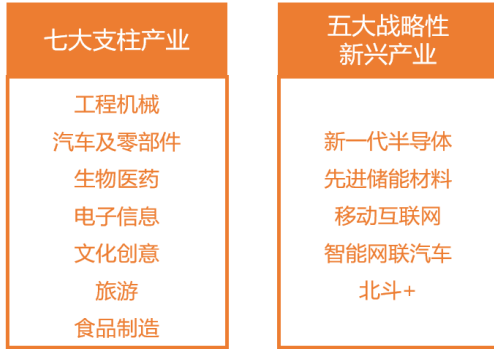 七大支柱产业
工程机械
汽车及零部件
生物医药
电子信息
文化创意
旅游
食品制造
五大战略性
新兴产业
新一代半导体
先进储能材料
移动互联网
智能网联汽车
北斗+